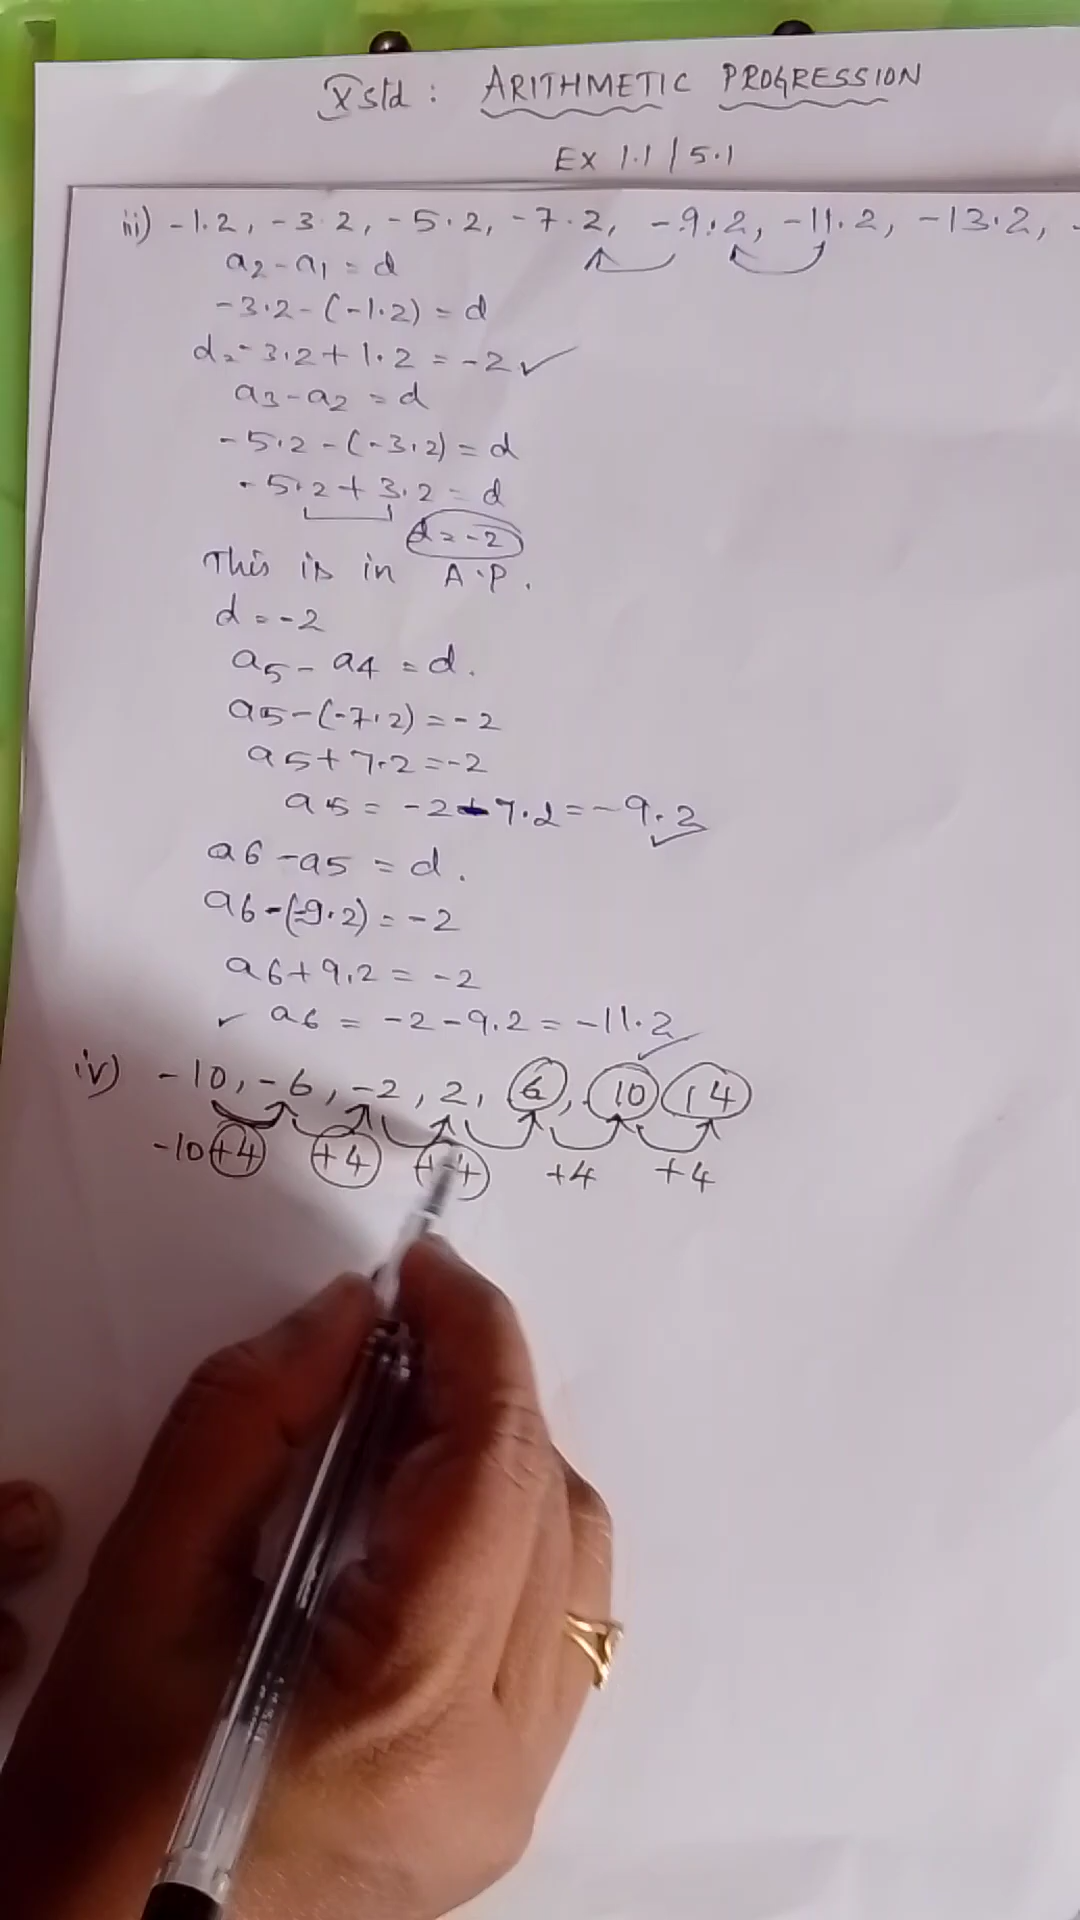 X std : ARITHMETIC PROGRESSION
Ex 1.1 / 5.1
iii) -1.2, -3.2, -5.2, -7.2, -9.2, -11.2, -13.2,
a2 - a1 = d
-3.2 - (-1.2) = d
d = -3.2 + 1.2 = -2 ✓
a3 - a2 = d
-5.2 - (-3.2) = d
-5.2 + 3.2 = d
d = -2
This is in A.P.
d = -2
a5 - a4 = d.
a5 - (-7.2) = -2
a5 + 7.2 = -2
a5 = -2 - 7.2 = -9.2
a6 - a5 = d.
a6 - (-9.2) = -2
a6 + 9.2 = -2
✓ a6 = -2 - 9.2 = -11.2
iv) -10, -6, -2, 2, 6, 10 14
-10 +4 +4 +4 +4 +4